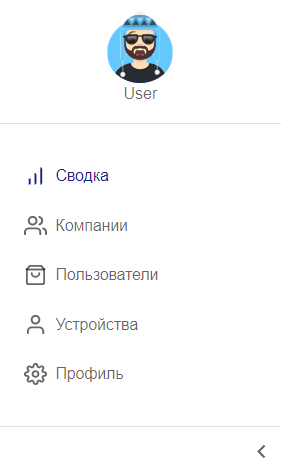 User
Сводка
Компании
Пользователи
Устройства
Профиль